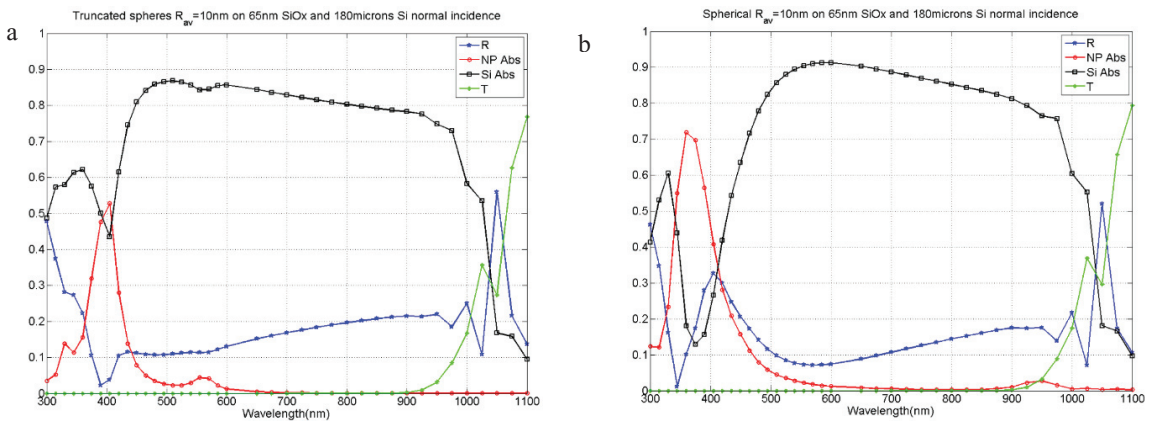 a
Truncated spheres R_av=10nm on 65nm SiOx and 180microns Si normal incidence
1
0.9
0.8
0.7
0.6
0.5
0.4
0.3
0.2
0.1
0
R
NP Abs
Si Abs
T
300 400 500 600 700 800 900 1000 1100
Wavelength(nm)
b
Spherical R_av=10nm on 65nm SiOx and 180microns Si normal incidence
1
0.9
0.8
0.7
0.6
0.5
0.4
0.3
0.2
0.1
0
R
NP Abs
Si Abs
T
300 400 500 600 700 800 900 1000 1100
Wavelength(nm)